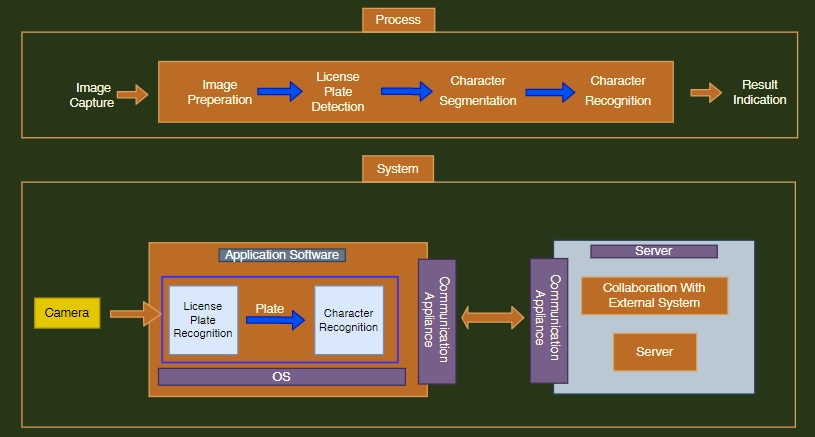 Process
Image
Capture
Image
Preperation
License
Plate
Detection
Character
Segmentation
Character
Recognition
Result
Indication
System
Camera
Application Software
License
Plate
Recognition
Plate
Character
Recognition
OS
Communication
Appliance
Communication
Appliance
Server
Collaboration With
External System
Server